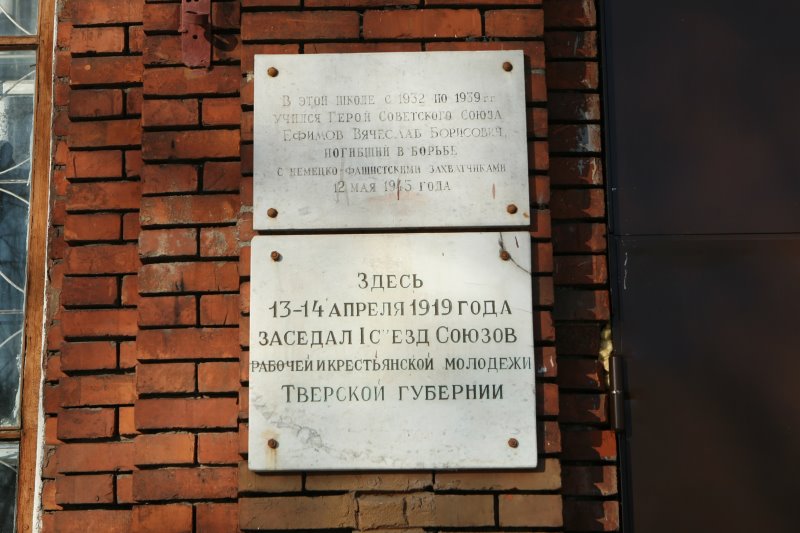 В ЭТОЙ ШКОЛЕ С 1932 ПО 1939 гг
УЧИЛСЯ ГЕРОЙ СОВЕТСКОГО СОЮЗА
ЕФИМОВ ВЯЧЕСЛАВ БОРИСОВИЧ,
ПОГИБШИЙ В БОРЬБЕ
С НЕМЕЦКО-ФАШИСТСКИМИ ЗАХВАТЧИКАМИ
12 МАЯ 1943 ГОДА
ЗДЕСЬ
13-14 АПРЕЛЯ 1919 ГОДА
ЗАСЕДАЛ I С"ЕЗД СОЮЗОВ
РАБОЧЕЙ И КРЕСТЬЯНСКОЙ МОЛОДЕЖИ
ТВЕРСКОЙ ГУБЕРНИИ